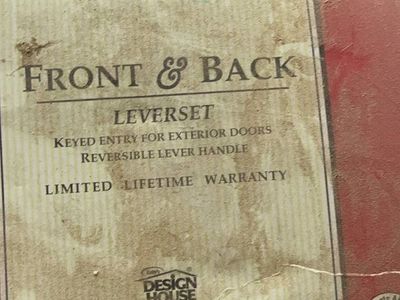 FRONT & BACK
LEVERSET
KEYED ENTRY FOR EXTERIOR DOORS
REVERSIBLE LEVER HANDLE
LIMITED LIFETIME WARRANTY
DESIGN
HOUSE